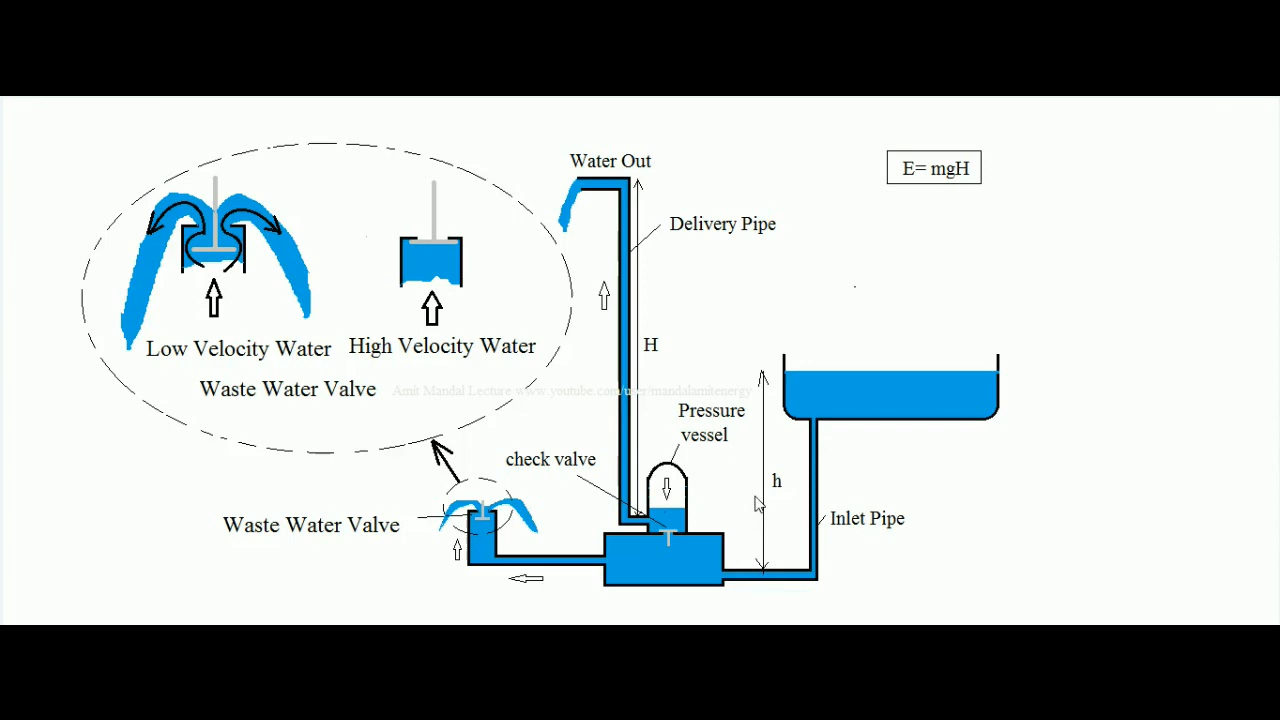 Water Out
E= mgH
Delivery Pipe
Low Velocity Water
High Velocity Water
H
Waste Water Valve
Amit Mandal Lecture www.youtube.com/user/mandalamitenergy
Pressure
vessel
check valve
h
Waste Water Valve
Inlet Pipe